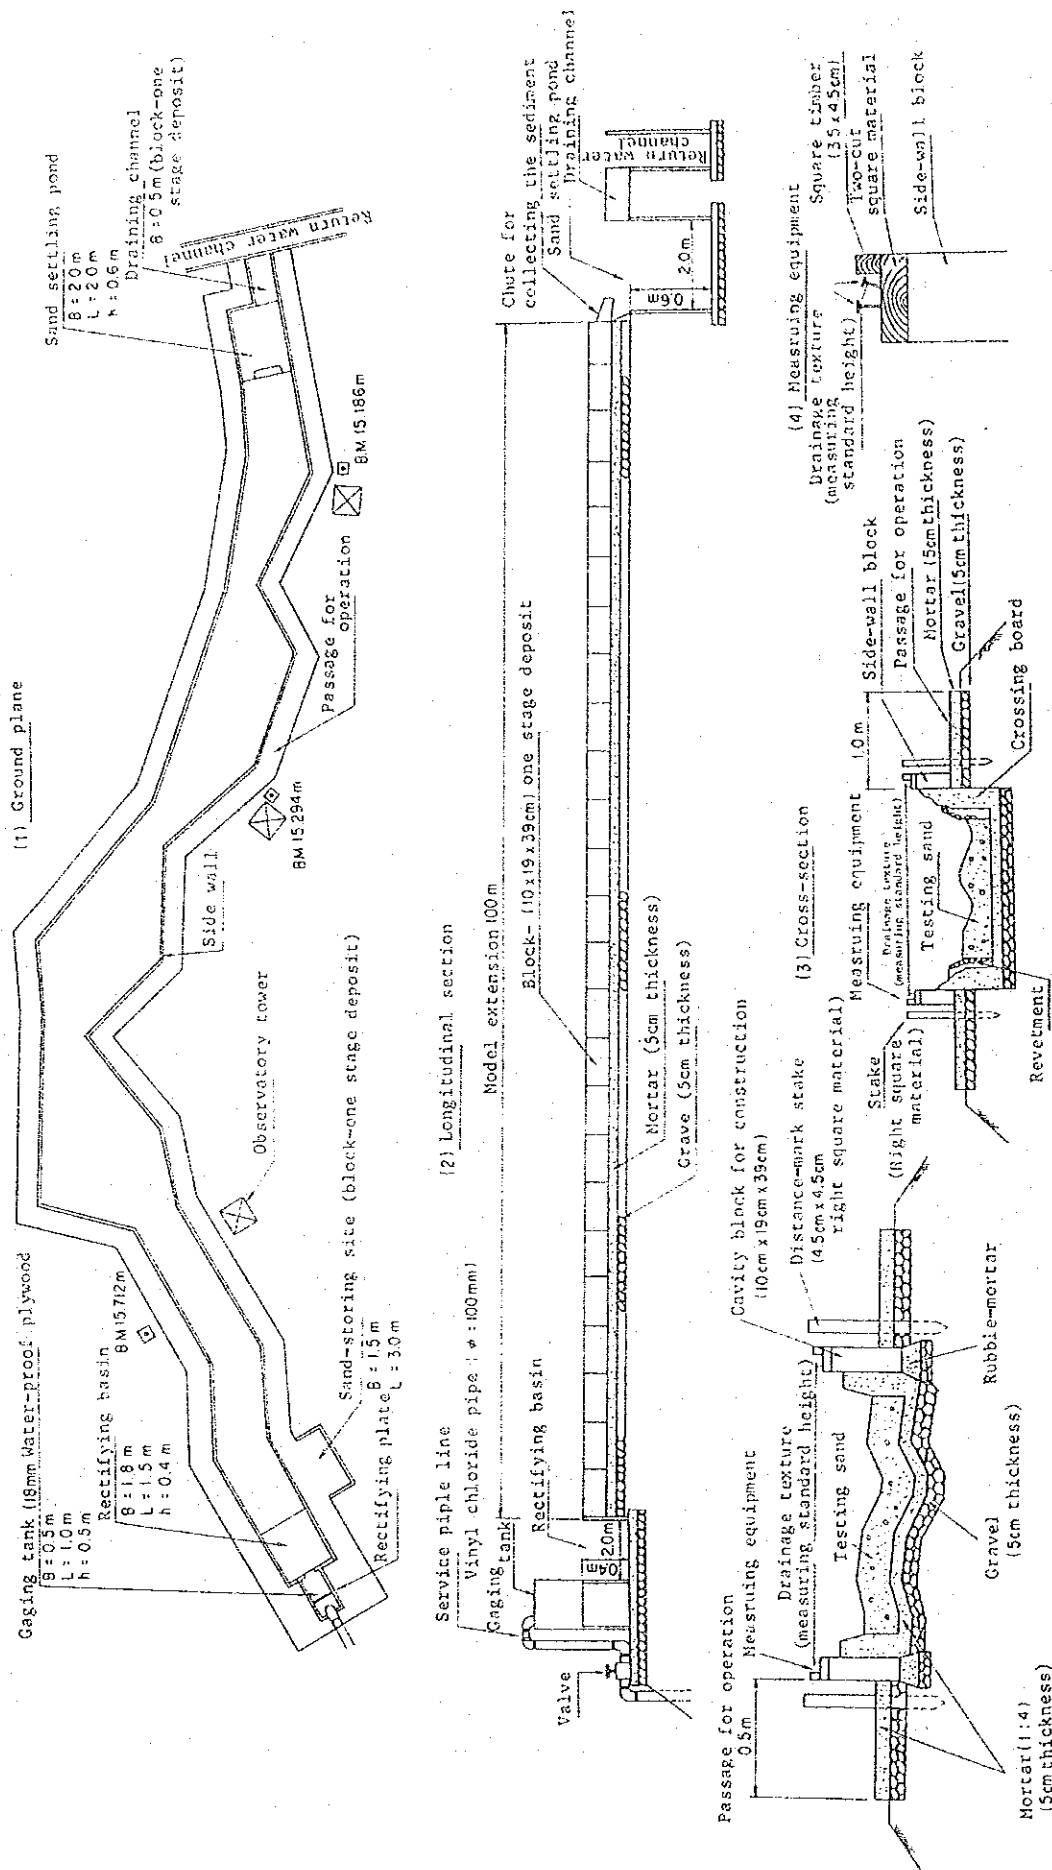 (1) Ground plane
Gaging tank (18mm Water-proof plywood
B = 0.5m
L = 1.0m
h = 0.5m
Rectifying basin
B = 1.8 m
L = 1.5 m
h = 0.4 m
BM 15.712m
Observatory tower
Sand-storing site (block-one stage deposit)
B = 1.5 m
L = 3.0 m
Rectifying plate
Side wall
BM 15.294m
Passage for
operation
B.M 15.186m
Sand settling pond
B = 2.0 m
L = 2.0 m
h = 0.6 m
Draining channel
B = 0.5 m (block-one
stage deposit)
Return water channel
(2) Longitudinal section
Model extension 100m
Service piple line
Vinyl chloride pipe ( φ = 100mm)
Gaging
tank
Rectifying basin
Valve
2.0m
Block- (10 x 19 x 39cm) one stage deposit
Mortar (5cm thickness)
Grave (5cm thickness)
Chute for
collecting the sediment
Sand settling pond
Draining channel
0.6m
2.0m
Return water
channel
(3) Cross-section
Passage for operation
0.5m
Measruing equipment
Drainage texture
(measuring standard height)
Testing sand
Cavity block for construction
(10cm x 19cm x 39cm)
Distance-mark stake
(4.5cm x 4.5cm
right square material)
Mortar (1:4)
(5cm thickness)
Gravel
(5cm thickness)
Rubble-mortar
Stake
(Right square
material)
Measruing equipment
Drainage texture
(measuring standard height)
Testing sand
Revetment
1.0m
Side-wall block
Passage for operation
Mortar (5cm thickness)
Gravel (5cm thickness)
Crossing board
(4) Measruing equipment
Drainage texture
(measuring
standard height)
Square timber
(3.5 x 4.5cm)
Two-cut
square material
Side-wall block